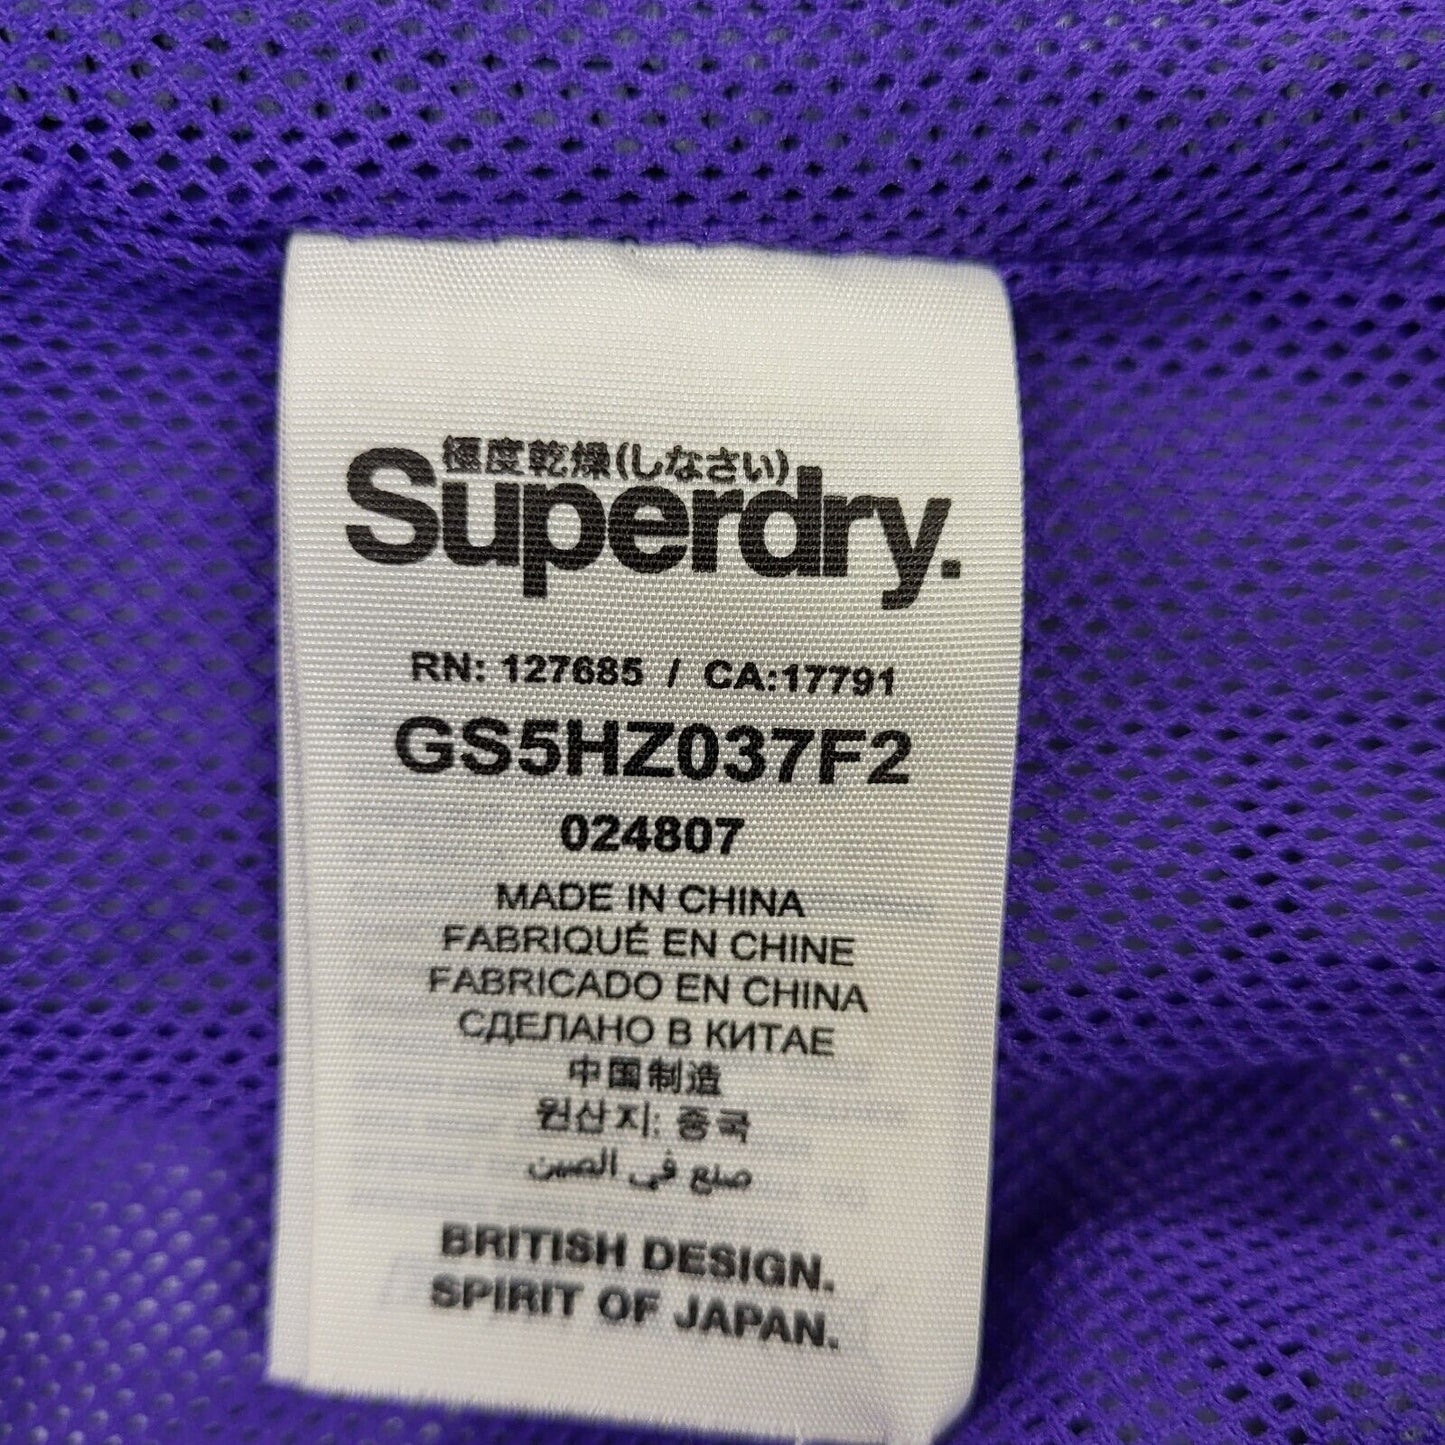 極度乾燥(しなさい)
Superdry.
RN: 127685 / CA:17791
GS5HZ037F2
024807
MADE IN CHINA
FABRIQUÉ EN CHINE
FABRICADO EN CHINA
СДЕЛАНО В КИТАЕ
中国制造
원산지: 중국
صنع في الصين
BRITISH DESIGN.
SPIRIT OF JAPAN.